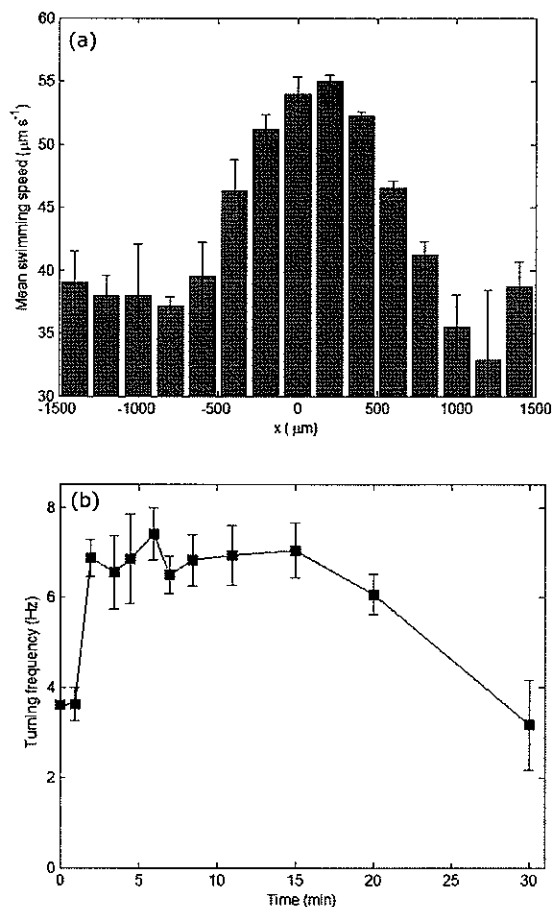 (a)
60
55
50
45
40
35
30
Mean swimming speed (μm s⁻¹)
-1500 -1000 -500 0 500 1000 1500
x ( μm)
(b)
8
6
4
2
0
Turning frequency (Hz)
0 5 10 15 20 25 30
Time (min)